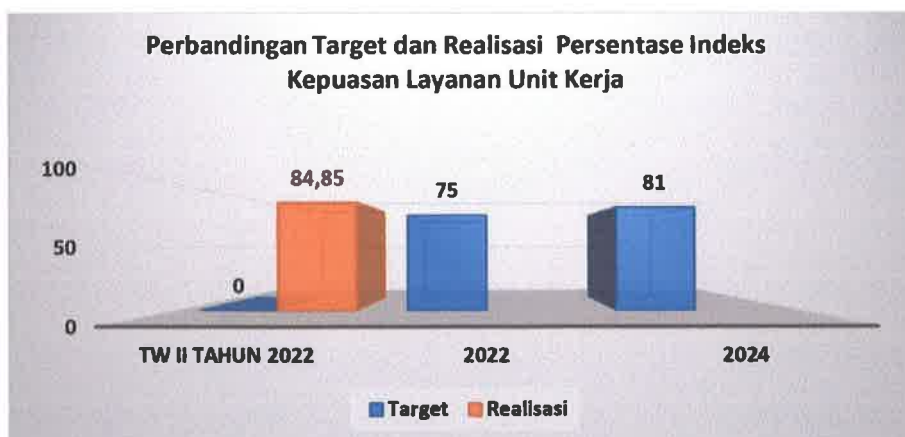 Perbandingan Target dan Realisasi Persentase Indeks
Kepuasan Layanan Unit Kerja
100
84,85
75
81
50
0
0
TW II TAHUN 2022
2022
2024
Target
Realisasi